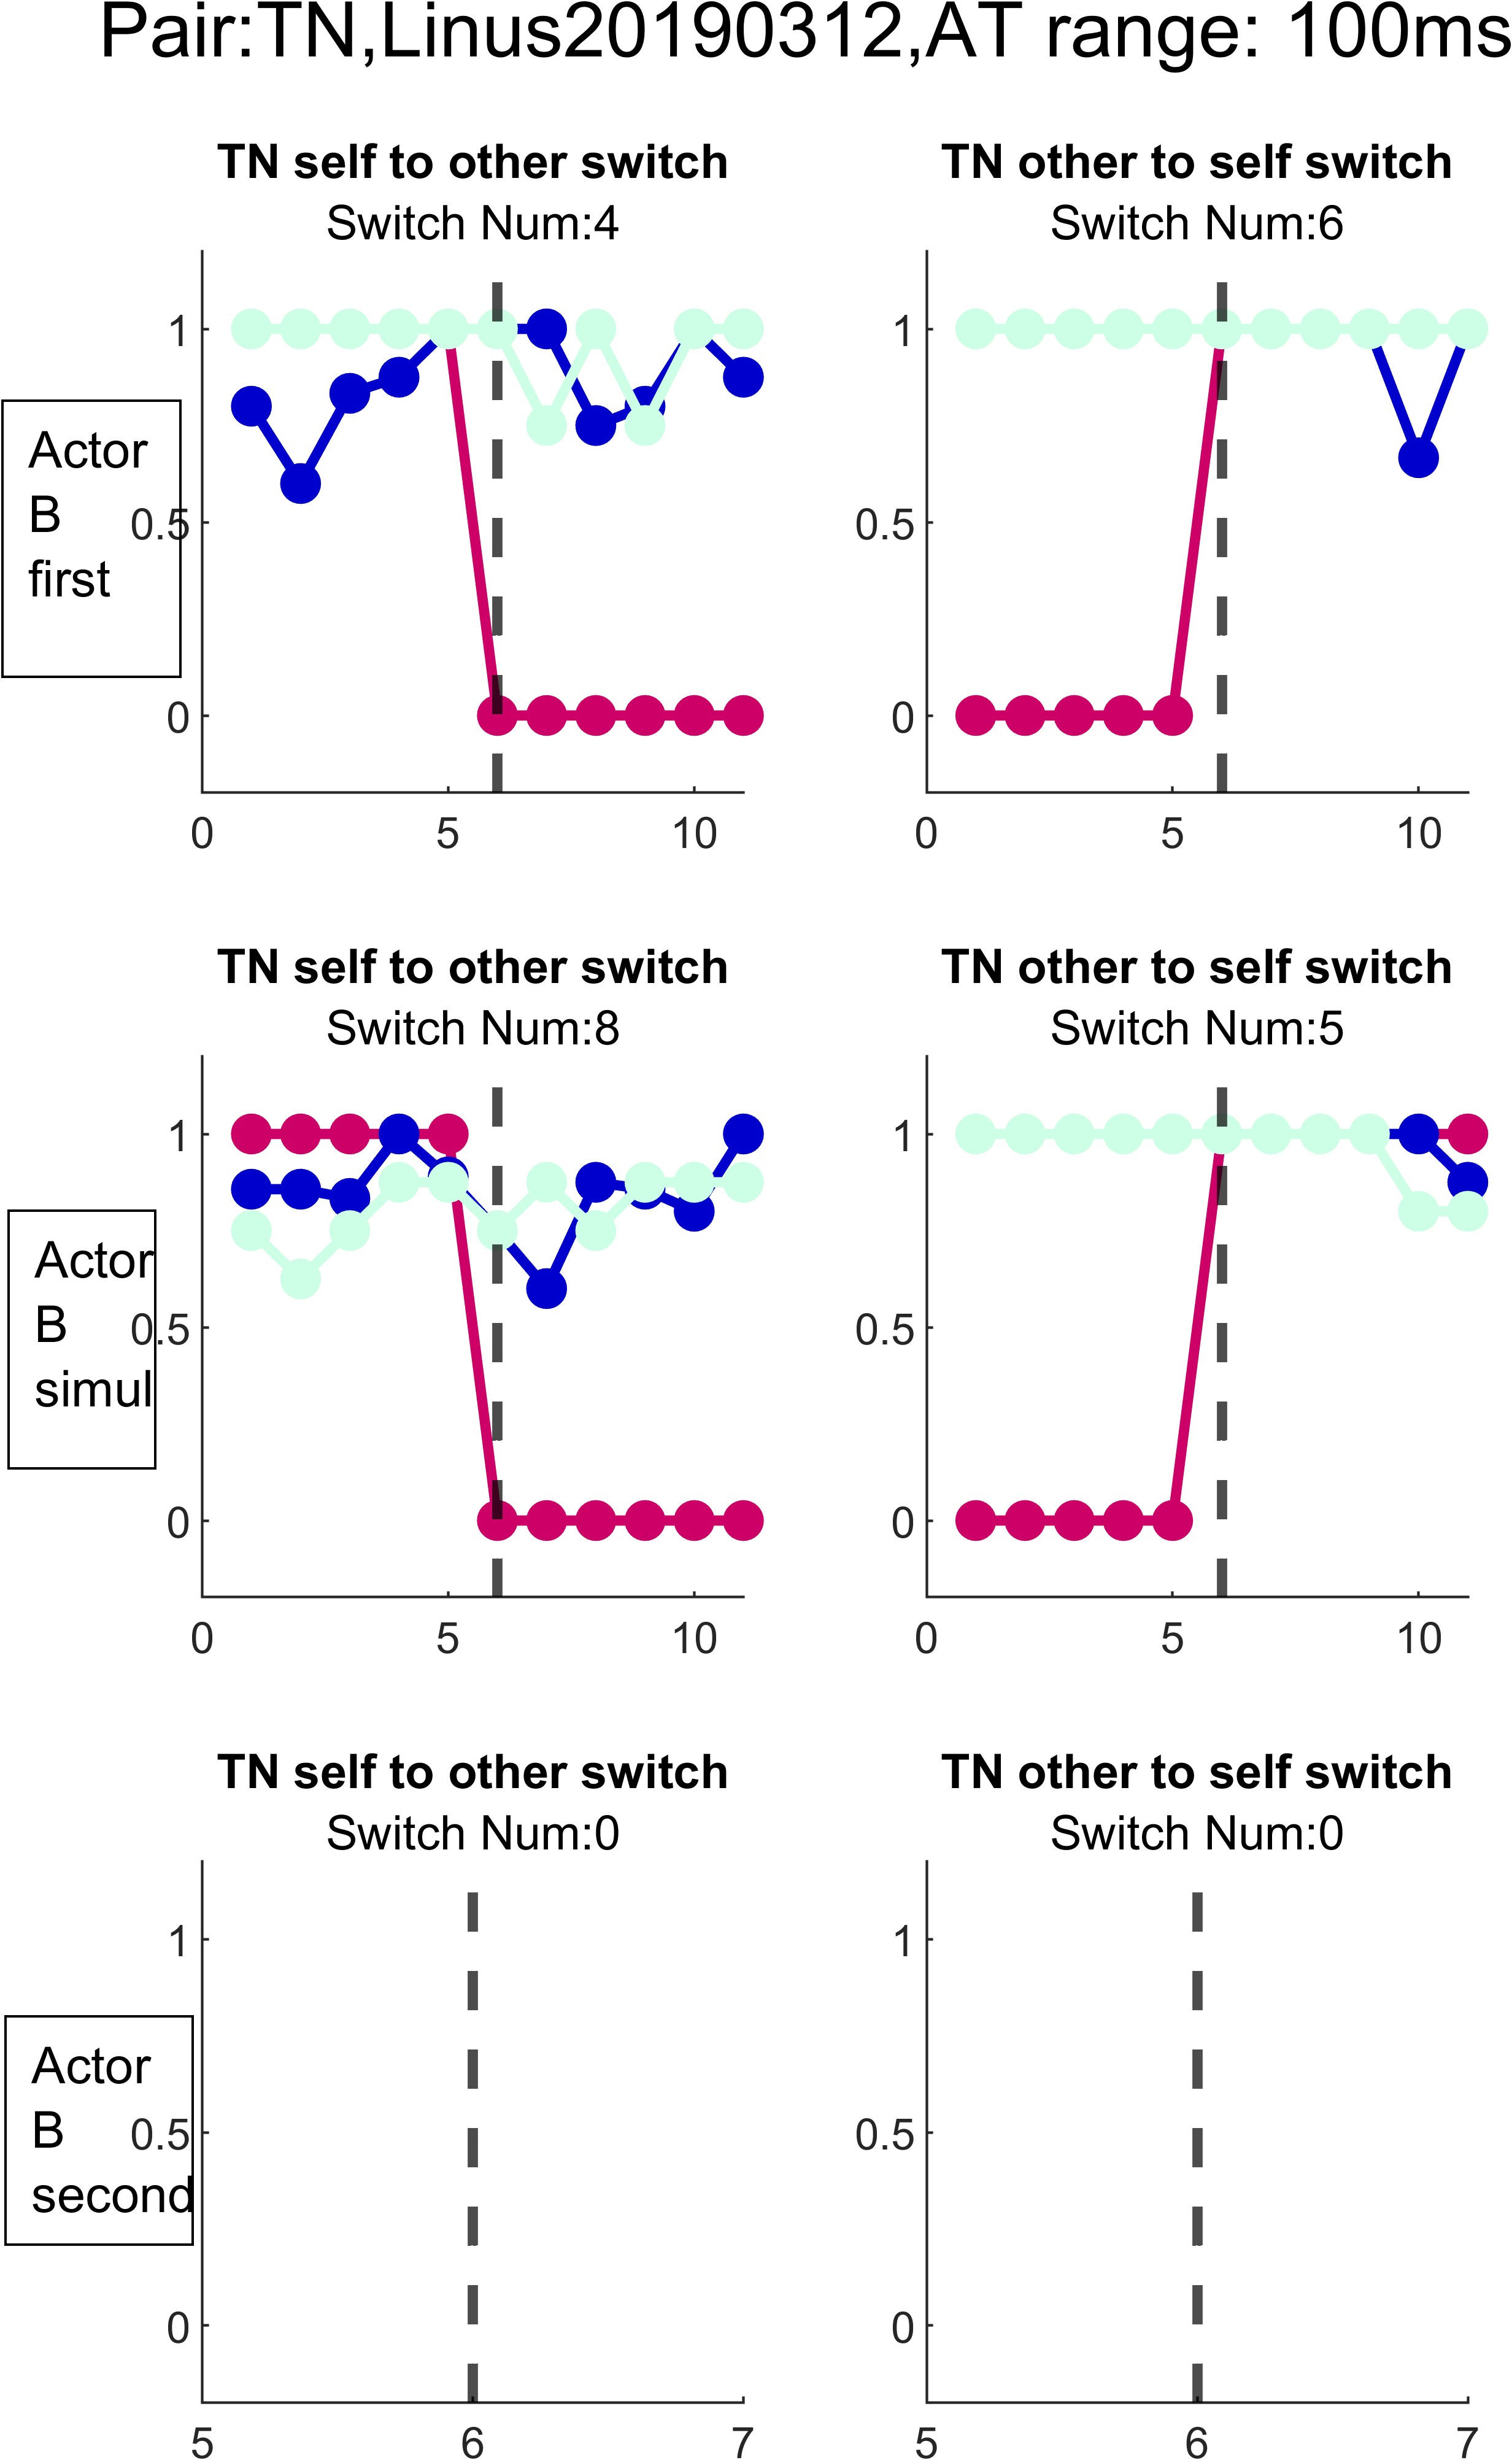 Pair:TN,Linus20190312,AT range: 100ms
TN self to other switch
Switch Num:4
TN other to self switch
Switch Num:6
Actor
B
first
1
0.5
0
0
5
10
1
0.5
0
0
5
10
TN self to other switch
Switch Num:8
TN other to self switch
Switch Num:5
Actor
B
simul
1
0.5
0
0
5
10
1
0.5
0
0
5
10
TN self to other switch
Switch Num:0
TN other to self switch
Switch Num:0
Actor
B
second
1
0.5
0
5
6
7
1
0.5
0
5
6
7